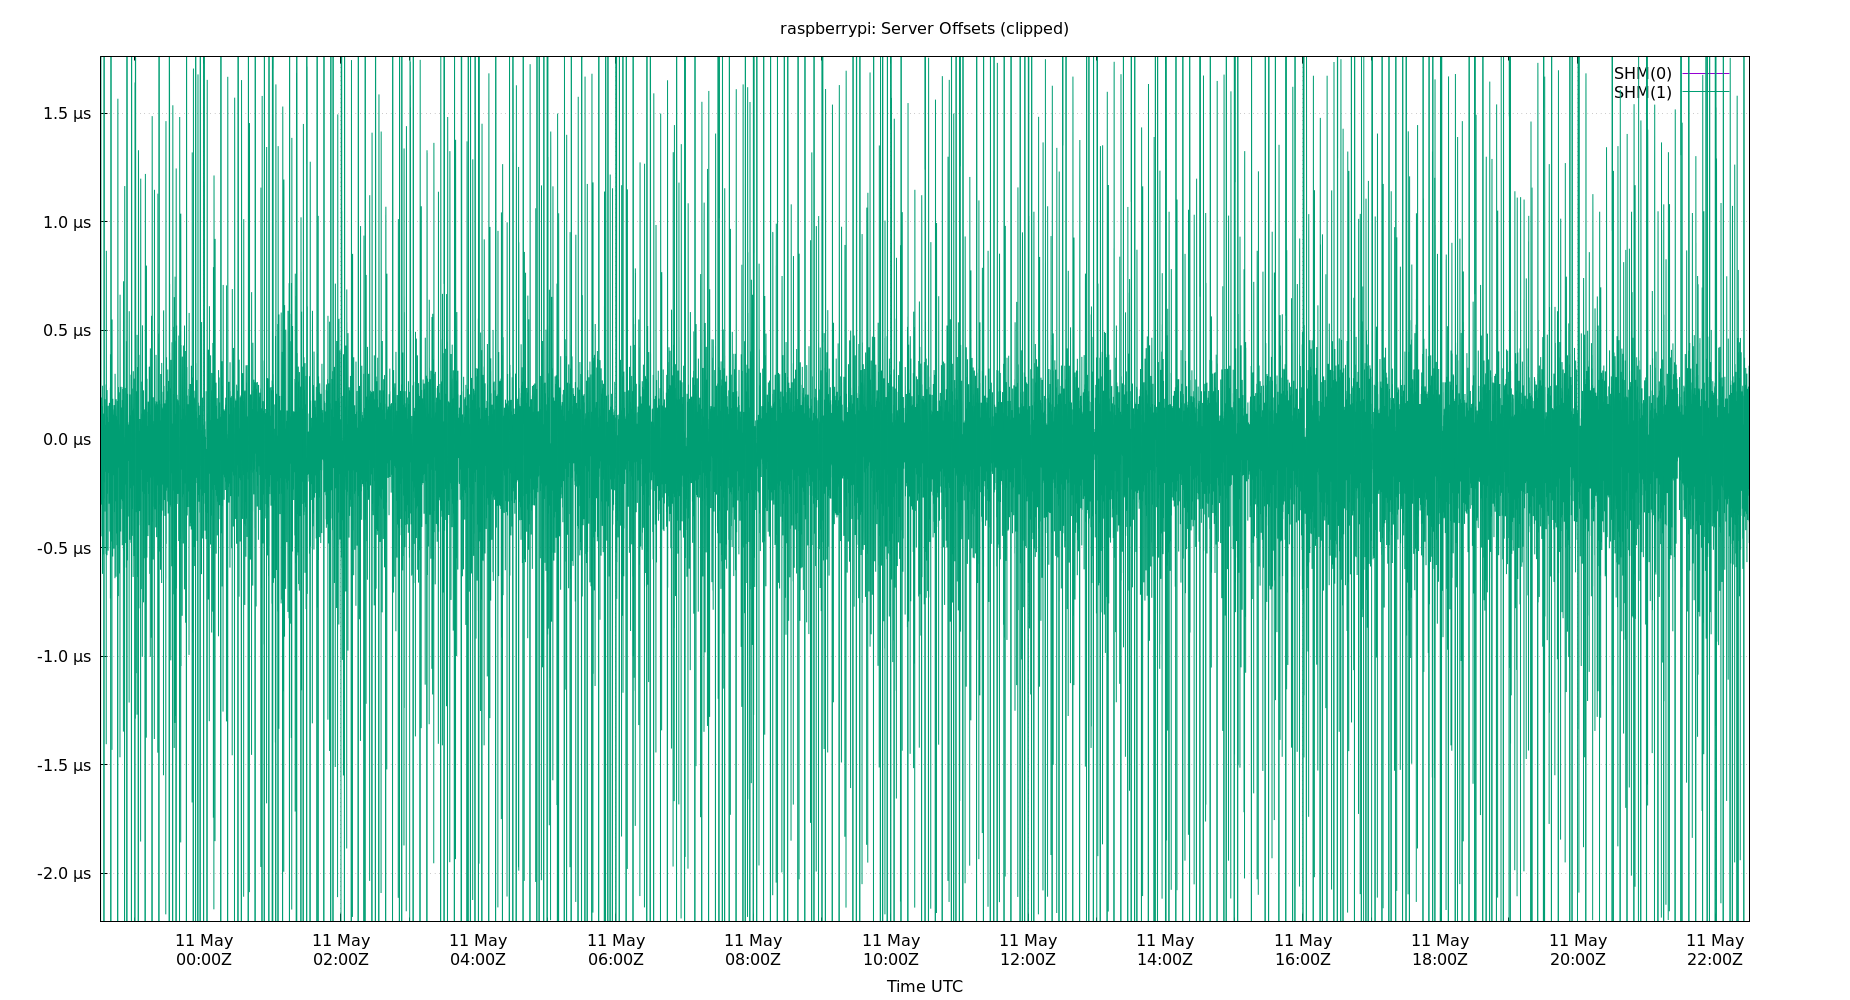 raspberrypi: Server Offsets (clipped)
SHM(0)
SHM(1)
1.5 µs
1.0 µs
0.5 µs
0.0 µs
-0.5 µs
-1.0 µs
-1.5 µs
-2.0 µs
11 May 11 May 11 May 11 May 11 May 11 May 11 May 11 May 11 May 11 May 11 May 11 May
00:00Z 02:00Z 04:00Z 06:00Z 08:00Z 10:00Z 12:00Z 14:00Z 16:00Z 18:00Z 20:00Z 22:00Z
Time UTC